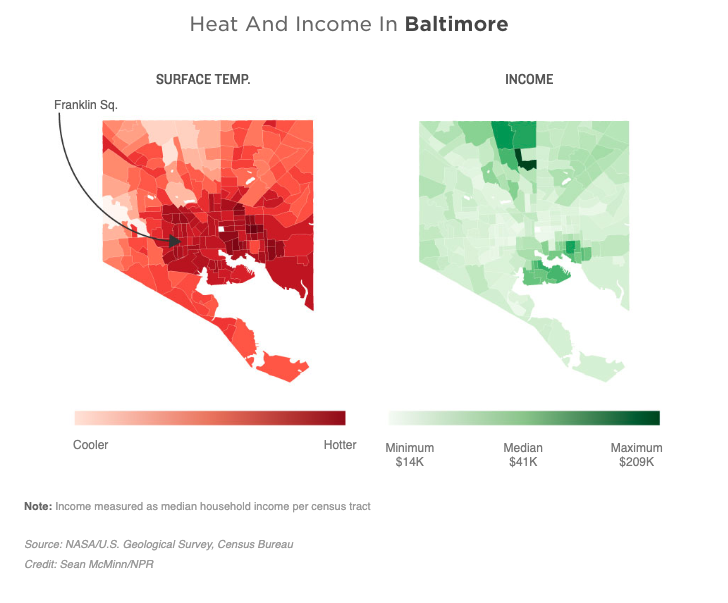 Heat And Income In Baltimore
SURFACE TEMP.
INCOME
Franklin Sq.
Cooler
Hotter
Minimum
$14K
Median
$41K
Maximum
$209K
Note: Income measured as median household income per census tract
Source: NASA/U.S. Geological Survey, Census Bureau
Credit: Sean McMinn/NPR